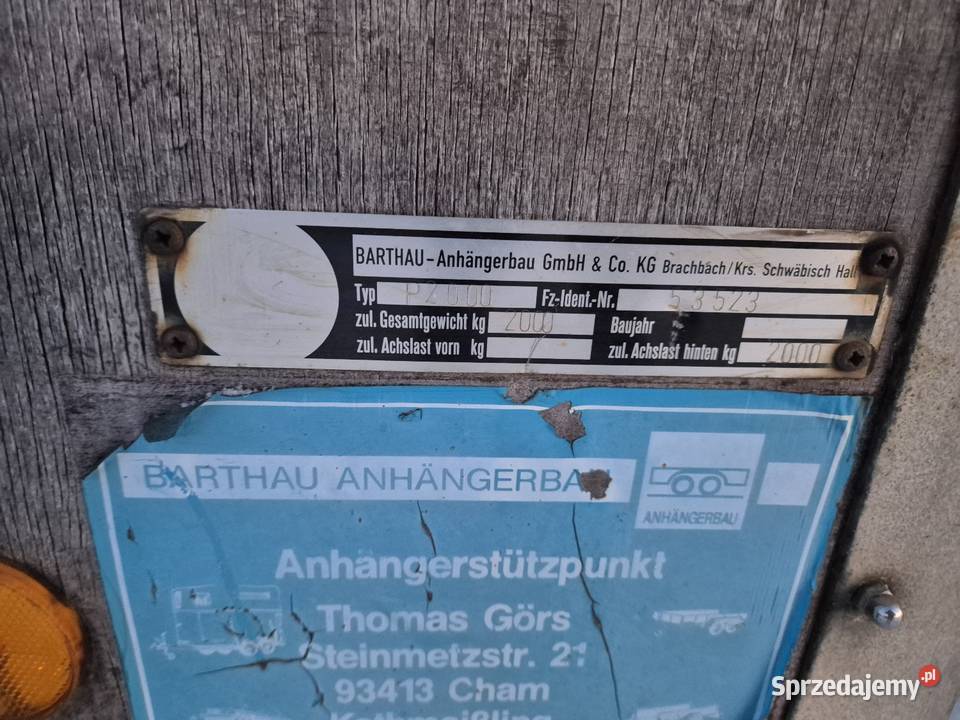 BARTHAU-Anhängerbau GmbH & Co. KG Brachbach/Krs. Schwäbisch Hall
Typ P2000 Fz-Ident.-Nr. 53523
zul. Gesamtgewicht kg 2000 Baujahr
zul. Achslast vorn kg zul. Achslast hinten kg 2000
BARTHAU ANHÄNGERBAU
ANHÄNGERBAU
Anhängerstützpunkt
Thomas Görs
Steinmetzstr. 21
93413 Cham
Kothmaißling
Sprzedajemy.pl